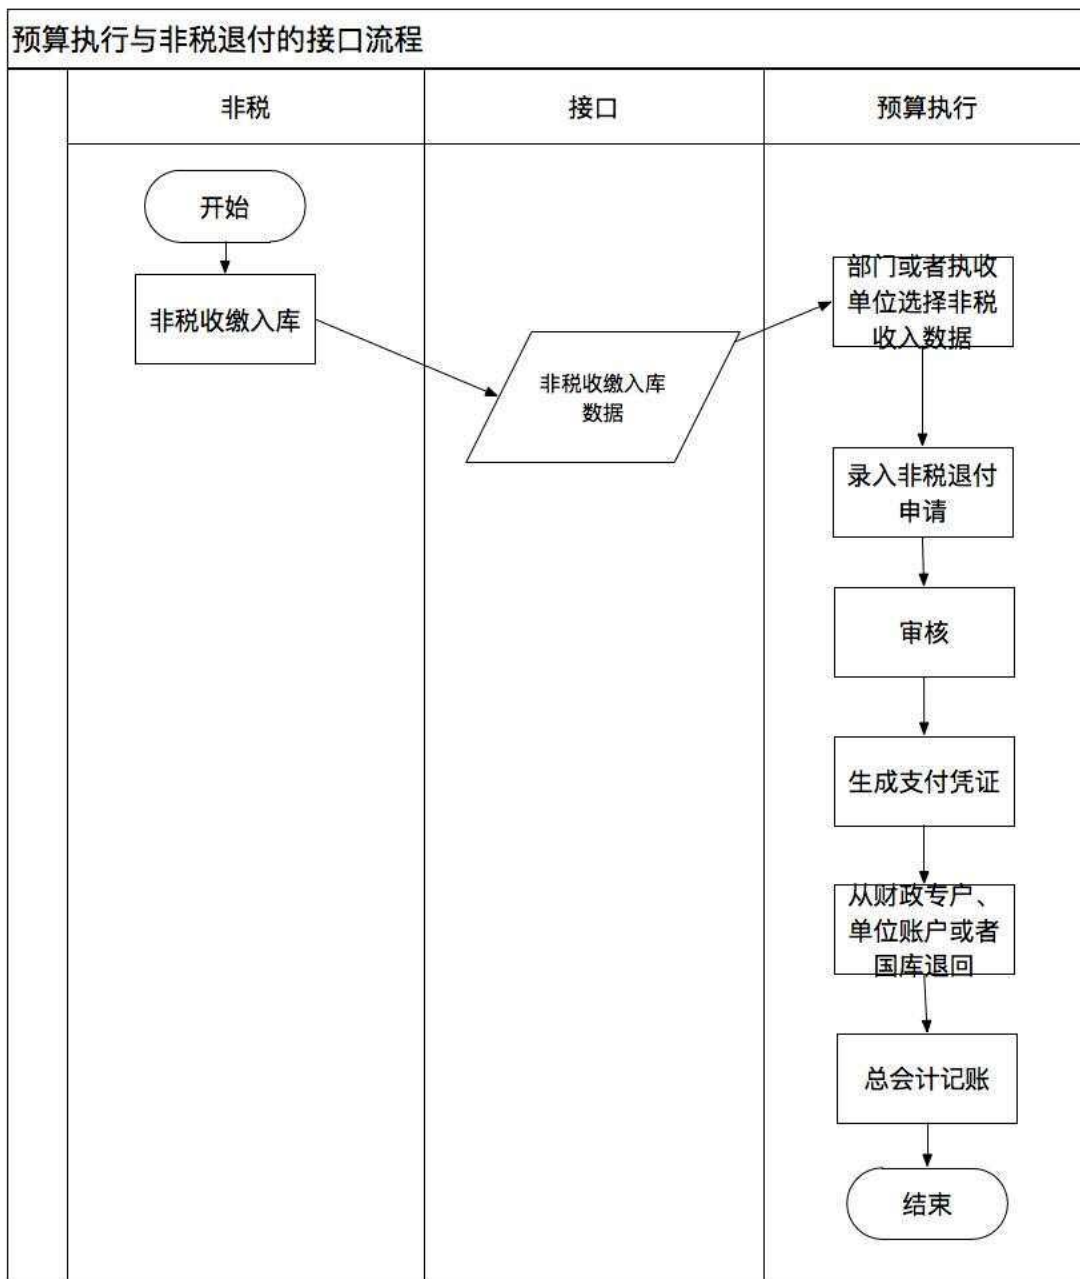 预算执行与非税退付的接口流程
非税
接口
预算执行
开始
非税收缴入库
非税收缴入库
数据
部门或者执收
单位选择非税
收入数据
录入非税退付
申请
审核
生成支付凭证
从财政专户、
单位账户或者
国库退回
总会计记账
结束